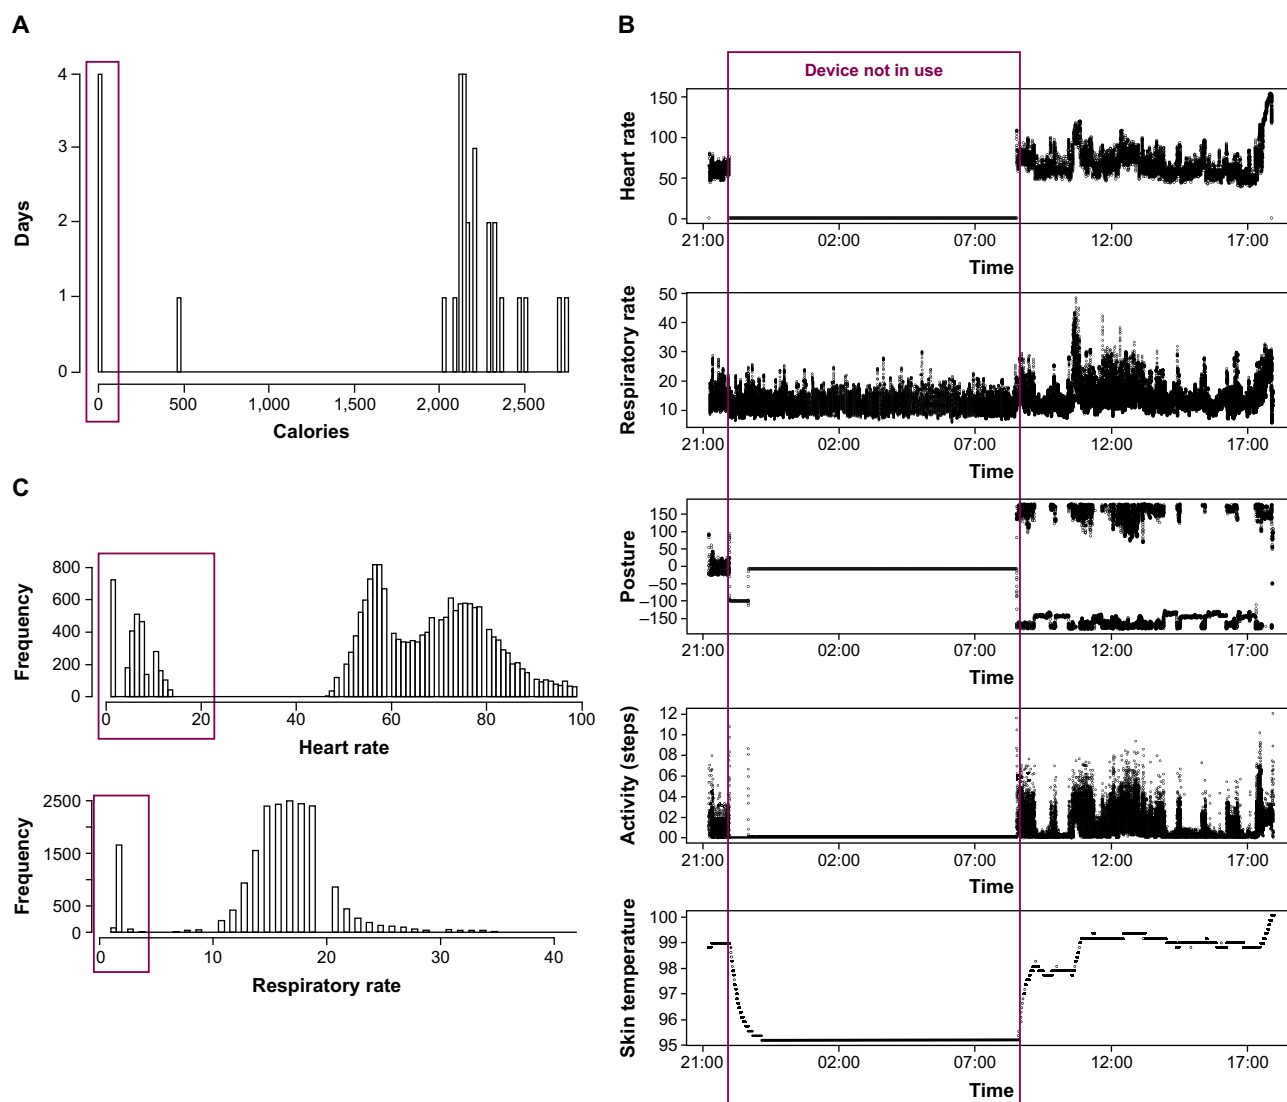 A
4
3
2
1
0
Days
0 500 1,000 1,500 2,000 2,500
Calories
B
Device not in use
150
100
50
0
Heart rate
21:00 02:00 07:00 12:00 17:00
Time
50
40
30
20
10
Respiratory rate
21:00 02:00 07:00 12:00 17:00
Time
150
100
50
0
–50
–100
–150
Posture
21:00 02:00 07:00 12:00 17:00
Time
12
10
08
06
04
02
00
Activity (steps)
21:00 02:00 07:00 12:00 17:00
Time
100
99
98
97
96
95
Skin temperature
21:00 02:00 07:00 12:00 17:00
Time
C
800
600
400
200
0
Frequency
0 20 40 60 80 100
Heart rate
2500
1500
500
0
Frequency
0 10 20 30 40
Respiratory rate